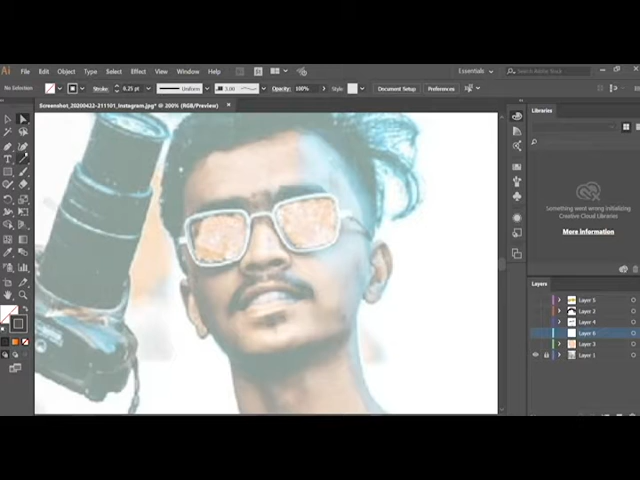 Ai File Edit Object Type Select Effect View Window Help Essentials Search Adobe Stock
No Selection Stroke: 0.25 pt Uniform 3.00 Opacity: 100% Style: Document Setup Preferences
Screenshot_20200422-211101_Instagram.jpg* @ 200% (RGB/Preview) ×
Libraries
Something went wrong initializing
Creative Cloud Libraries
More information
Layers
Layer 5
Layer 2
Layer 4
Layer 6
Layer 3
Layer 1